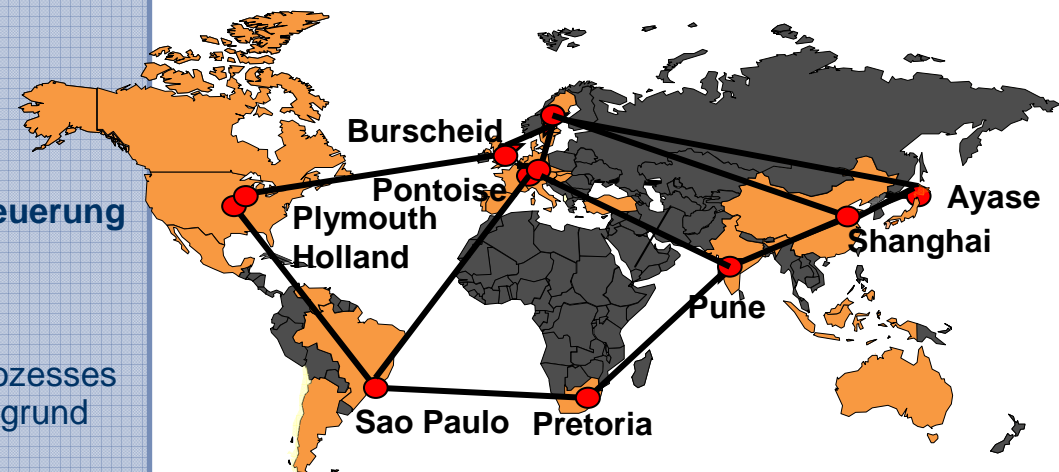 euerung
ozesses
grund
Burscheid
Pontoise
Plymouth
Holland
Ayase
Shanghai
Pune
Sao Paulo
Pretoria